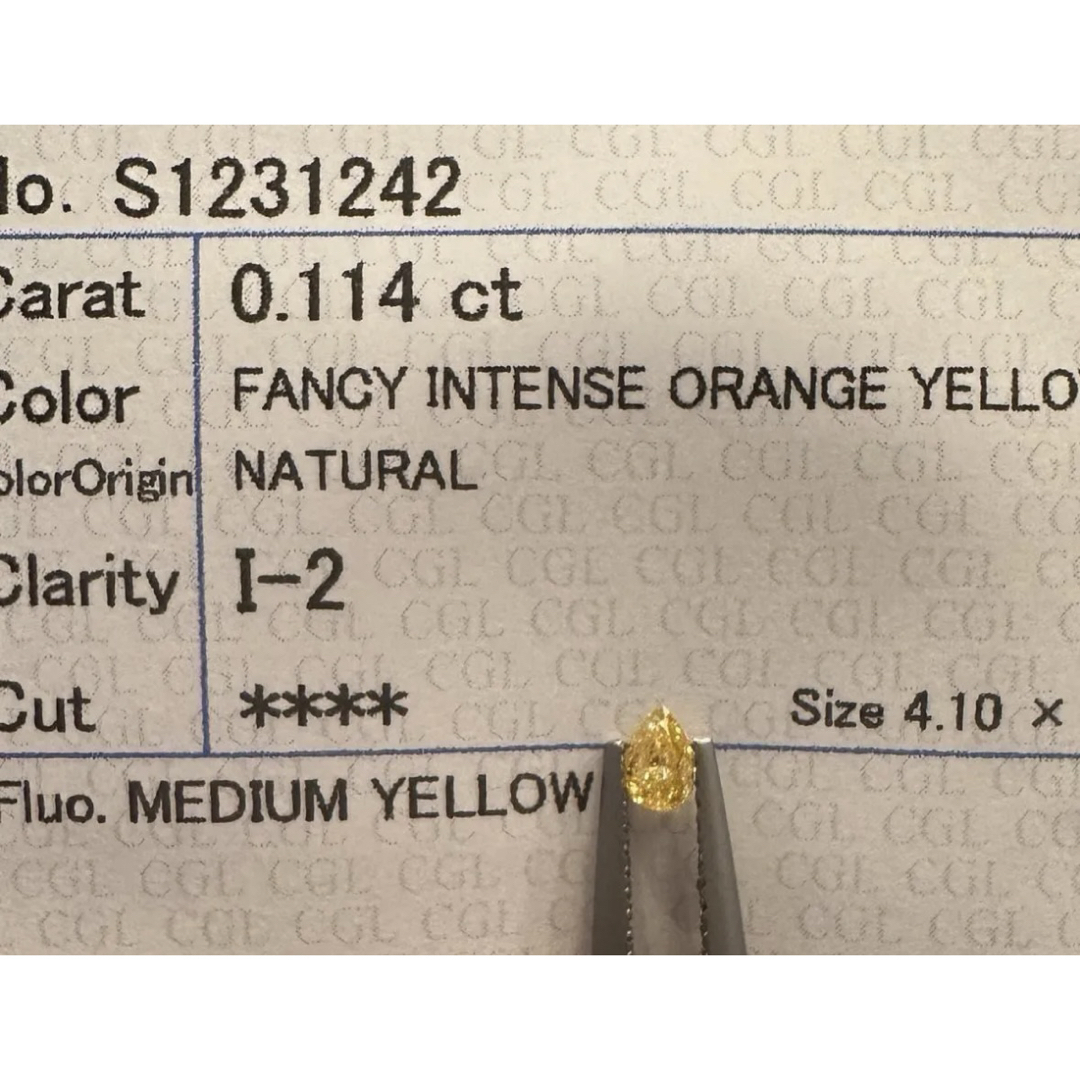 No. S1231242
Carat 0.114 ct
Color FANCY INTENSE ORANGE YELLO
olorOrigin NATURAL
Clarity I-2
Cut **** Size 4.10 ×
Fluo. MEDIUM YELLOW